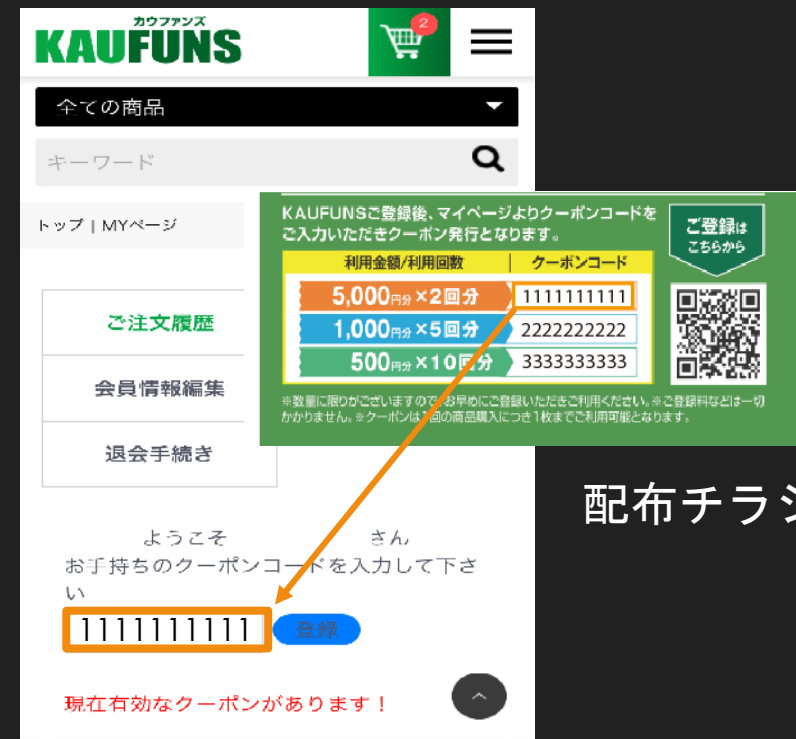 カウファンズ
KAUFUNS
2
全ての商品
キーワード
トップ | MYページ
ご注文履歴
会員情報編集
退会手続き
KAUFUNSご登録後、マイページよりクーポンコードを
ご入力いただきクーポン発行となります。
利用金額/利用回数 クーポンコード
5,000円分×2回分 1111111111
1,000円分×5回分 2222222222
500円分×10回分 3333333333
ご登録は
こちらから
※数量に限りがございますので、お早めにご登録いただきご利用ください。※ご登録料などは一切
かかりません。※クーポンは1回の商品購入につき1枚までご利用可能となります。
配布チラシ
ようこそ さん
お手持ちのクーポンコードを入力して下さ
い
1111111111 登録
現在有効なクーポンがあります！